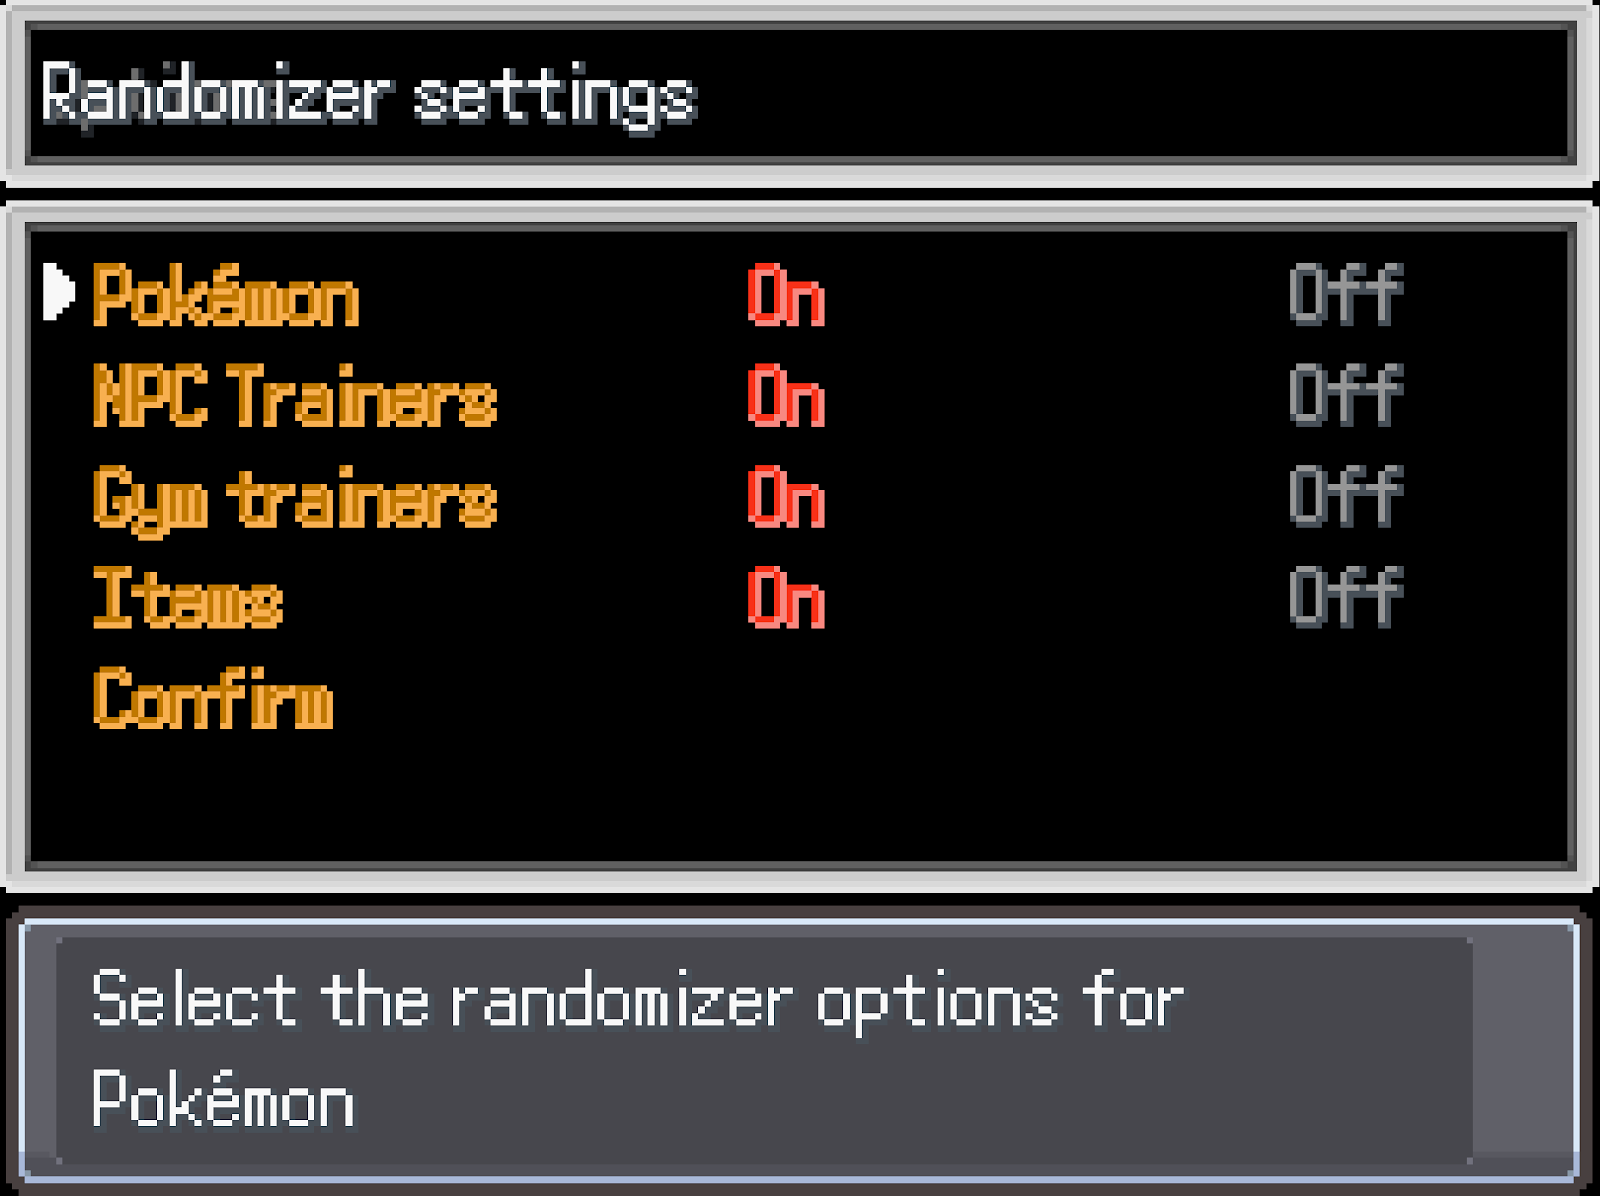 Randomizer settings
Pokémon On Off
NPC Trainers On Off
Gym trainers On Off
Items On Off
Confirm
Select the randomizer options for
Pokémon